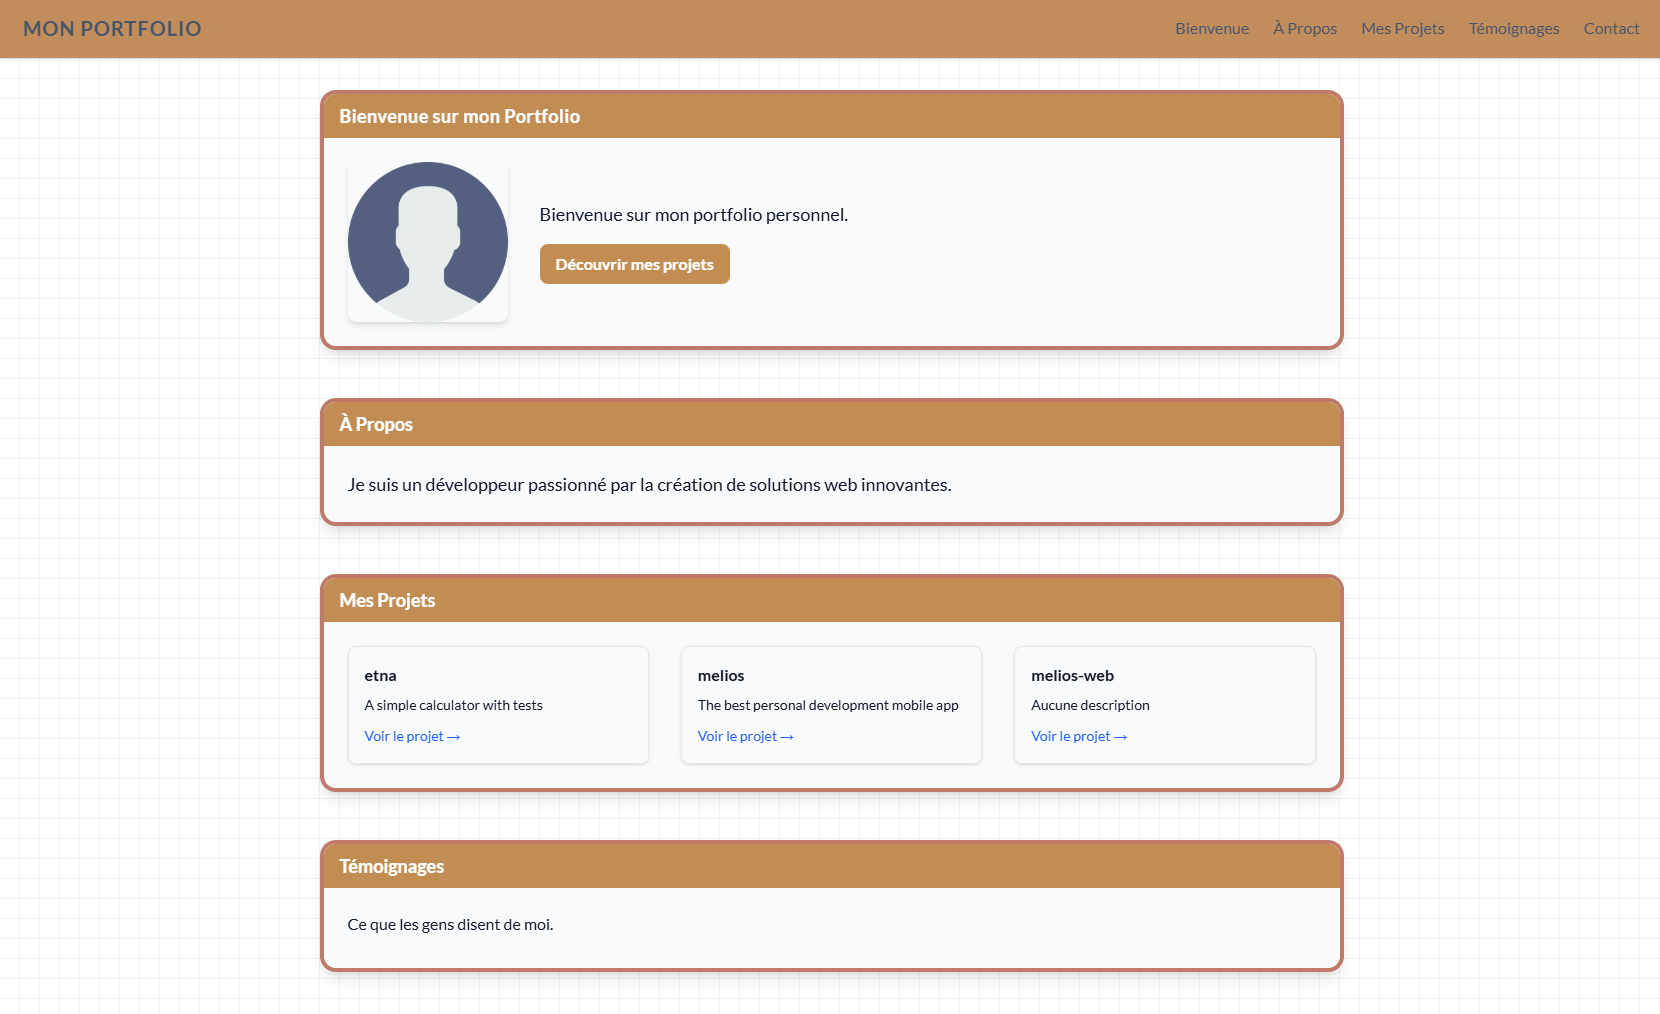 MON PORTFOLIO
Bienvenue À Propos Mes Projets Témoignages Contact
Bienvenue sur mon Portfolio
Bienvenue sur mon portfolio personnel.
Découvrir mes projets
À Propos
Je suis un développeur passionné par la création de solutions web innovantes.
Mes Projets
etna
A simple calculator with tests
Voir le projet →
melios
The best personal development mobile app
Voir le projet →
melios-web
Aucune description
Voir le projet →
Témoignages
Ce que les gens disent de moi.